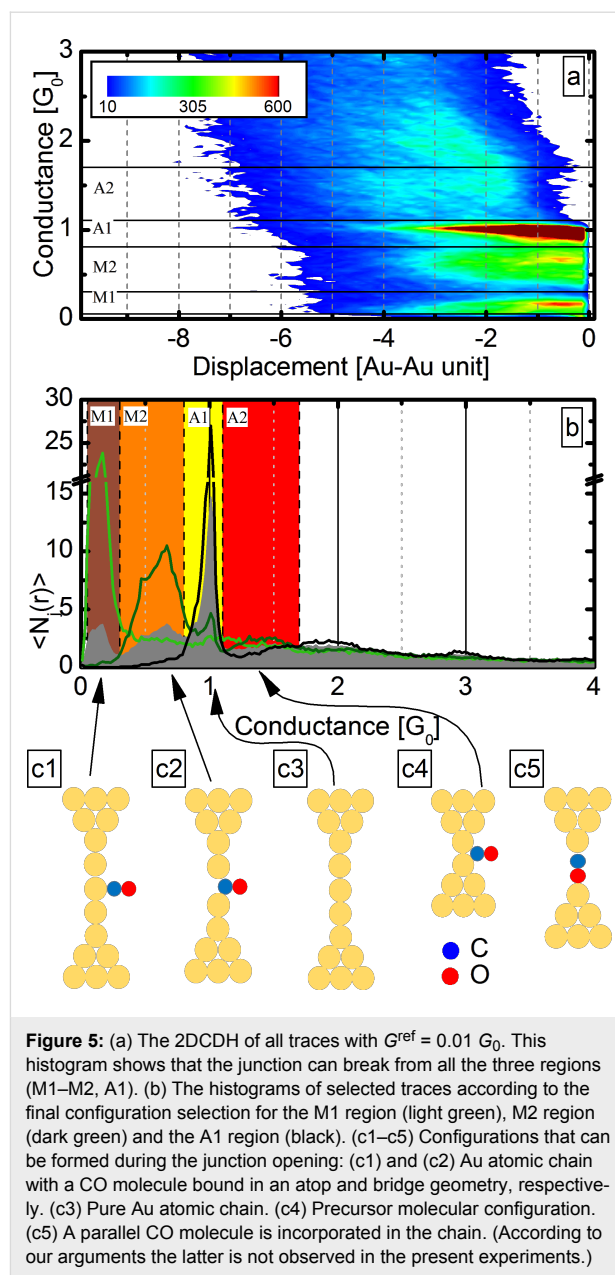 3
2
1
0
Conductance [G0]
10 305 600
a
A2
A1
M2
M1
-8 -6 -4 -2 0
Displacement [Au-Au unit]
30
25
15
10
5
0
<Ni(r)>
M1 M2 A1 A2
b
0 1 2 3 4
Conductance [G0]
c1 c2 c3 c4 c5
C
O
Figure 5: (a) The 2DCDH of all traces with Gref = 0.01 G0. This
histogram shows that the junction can break from all the three regions
(M1–M2, A1). (b) The histograms of selected traces according to the
final configuration selection for the M1 region (light green), M2 region
(dark green) and the A1 region (black). (c1–c5) Configurations that can
be formed during the junction opening: (c1) and (c2) Au atomic chain
with a CO molecule bound in an atop and bridge geometry, respective-
ly. (c3) Pure Au atomic chain. (c4) Precursor molecular configuration.
(c5) A parallel CO molecule is incorporated in the chain. (According to
our arguments the latter is not observed in the present experiments.)